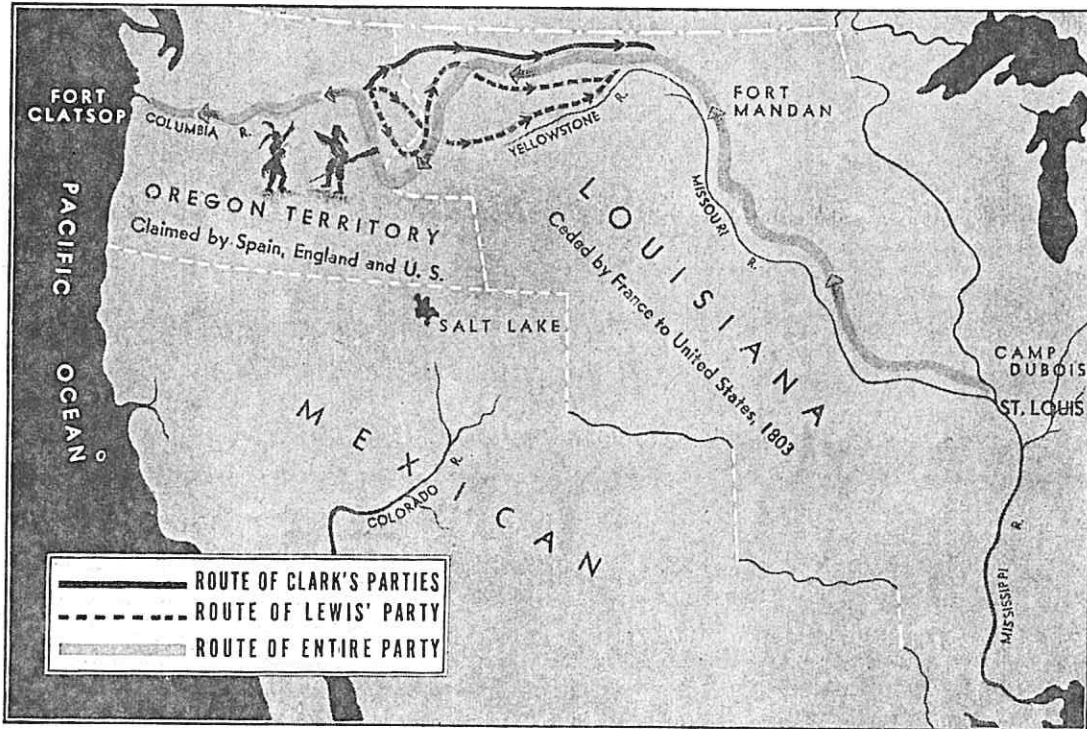 FORT
CLATSOP
COLUMBIA R.
PACIFIC OCEAN
OREGON TERRITORY
Claimed by Spain, England and U. S.
SALT LAKE
YELLOWSTONE R.
FORT
MANDAN
MISSOURI R.
LOUISIANA
Ceded by France to United States, 1803
CAMP
DUBOIS
ST. LOUIS
MEXICAN
COLORADO R.
MISSISSIPPI R.
ROUTE OF CLARK'S PARTIES
ROUTE OF LEWIS' PARTY
ROUTE OF ENTIRE PARTY